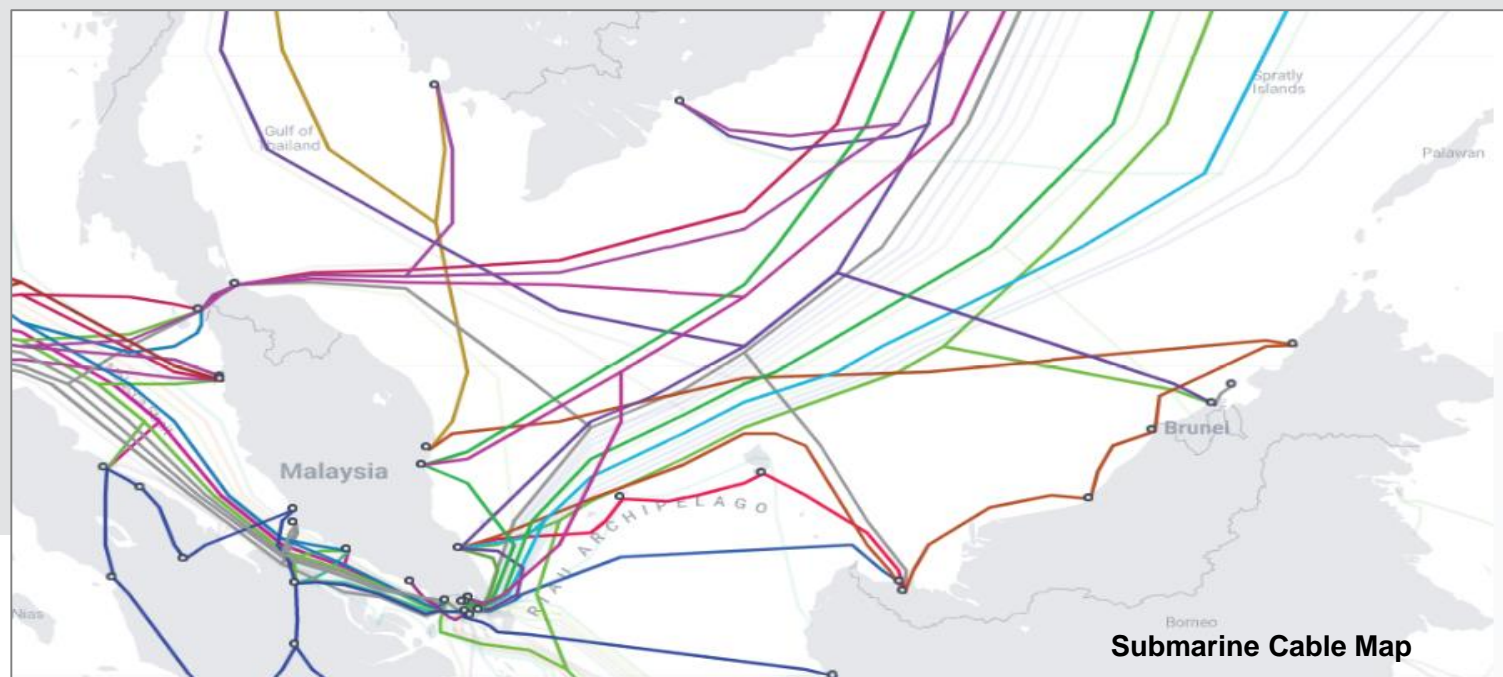 Spratly
Islands
Gulf of
Thailand
Palawan
Malaysia
Brunei
RIAU ARCHIPELAGO
Nias
Borneo
Submarine Cable Map